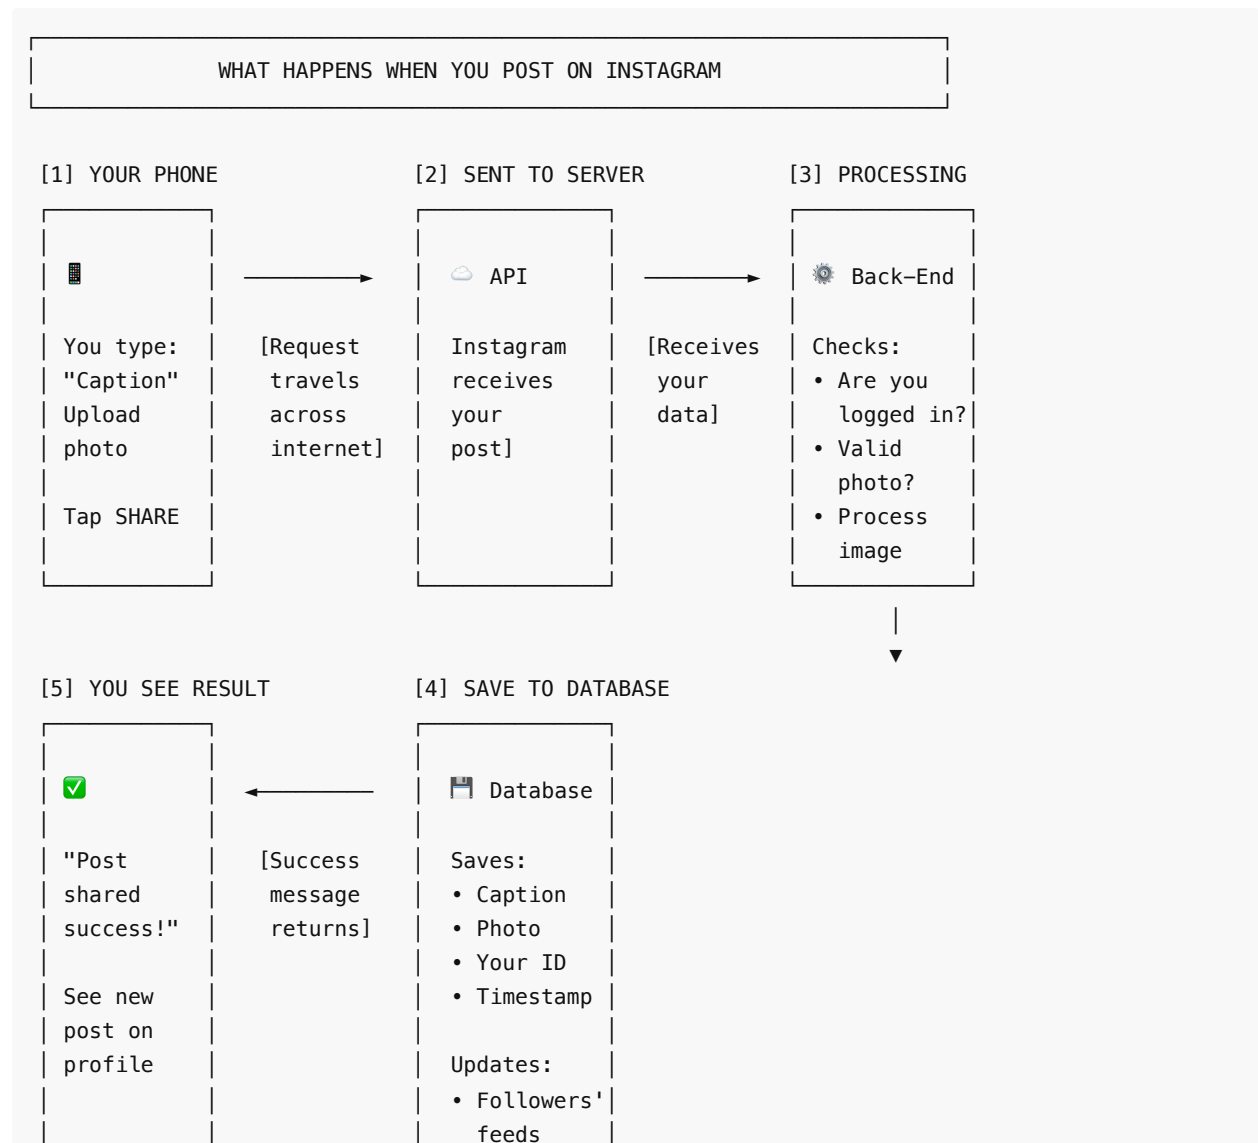 WHAT HAPPENS WHEN YOU POST ON INSTAGRAM
[1] YOUR PHONE
You type:
"Caption"
Upload
photo
Tap SHARE
[Request
travels
across
internet]
[2] SENT TO SERVER
API
Instagram
receives
your
post]
[Receives
your
data]
[3] PROCESSING
Back-End
Checks:
• Are you
logged in?
• Valid
photo?
• Process
image
[4] SAVE TO DATABASE
Database
Saves:
• Caption
• Photo
• Your ID
• Timestamp
Updates:
• Followers'
feeds
[Success
message
returns]
[5] YOU SEE RESULT
"Post
shared
success!"
See new
post on
profile